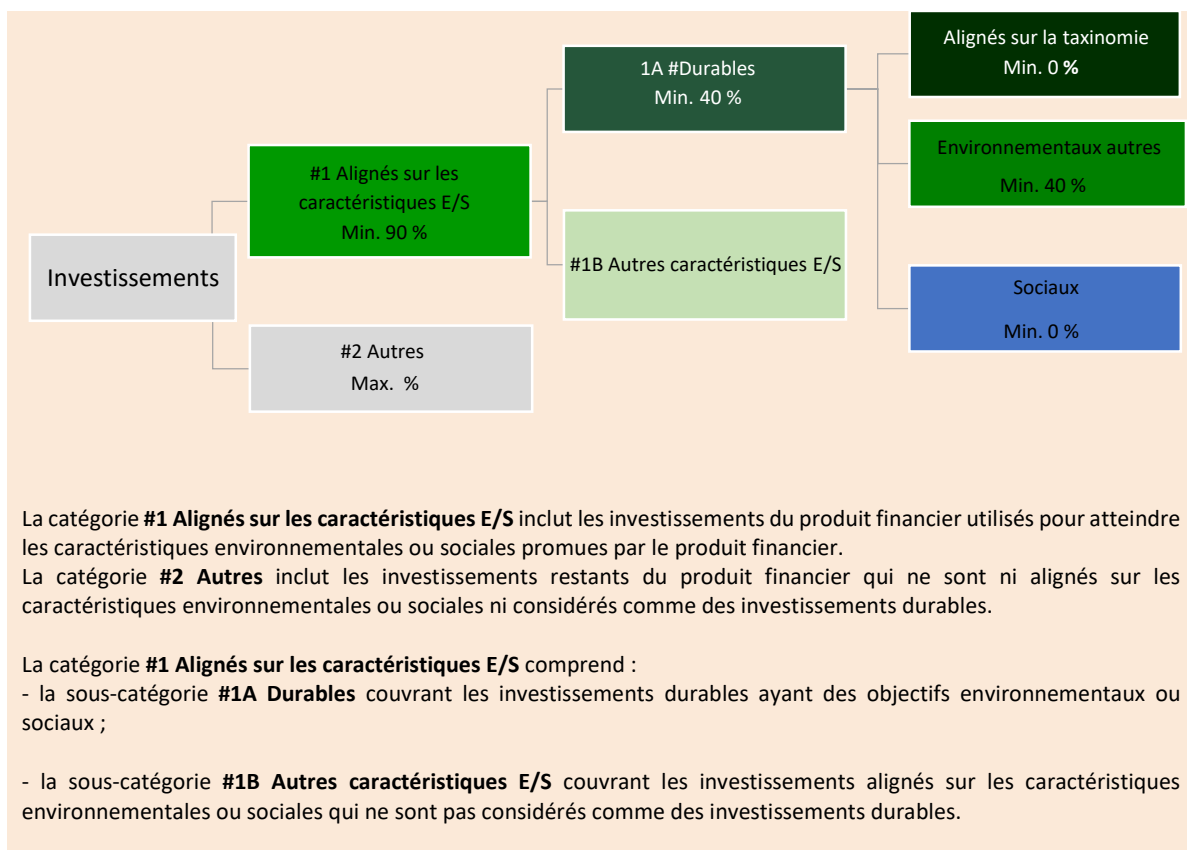 Alignés sur la taxinomie
Min. 0 %
1A #Durables
Min. 40 %
Environnementaux autres
Min. 40 %
#1 Alignés sur les
caractéristiques E/S
Min. 90 %
#1B Autres caractéristiques E/S
Investissements
Sociaux
Min. 0 %
#2 Autres
Max. %
La catégorie #1 Alignés sur les caractéristiques E/S inclut les investissements du produit financier utilisés pour atteindre
les caractéristiques environnementales ou sociales promues par le produit financier.
La catégorie #2 Autres inclut les investissements restants du produit financier qui ne sont ni alignés sur les
caractéristiques environnementales ou sociales ni considérés comme des investissements durables.
La catégorie #1 Alignés sur les caractéristiques E/S comprend :
- la sous-catégorie #1A Durables couvrant les investissements durables ayant des objectifs environnementaux ou
sociaux ;
- la sous-catégorie #1B Autres caractéristiques E/S couvrant les investissements alignés sur les caractéristiques
environnementales ou sociales qui ne sont pas considérés comme des investissements durables.